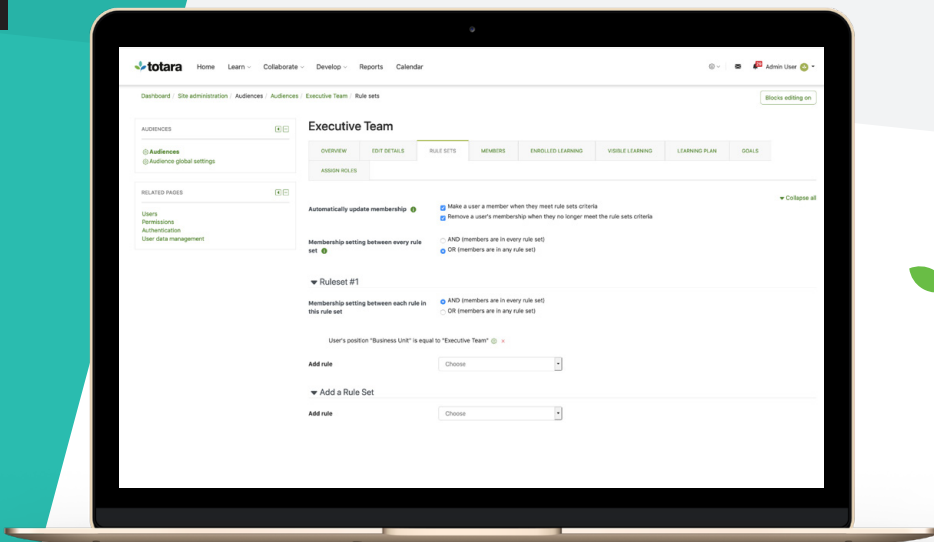 totara Home Learn Collaborate Develop Reports Calendar Admin User
Dashboard / Site administration / Audiences / Audiences / Executive Team / Rule sets
Blocks editing on
AUDIENCES
Audiences
Audience global settings
RELATED PAGES
Users
Permissions
Authentication
User data management
Executive Team
OVERVIEW EDIT DETAILS RULE SETS MEMBERS ENROLLED LEARNING VISIBLE LEARNING LEARNING PLAN GOALS
ASSIGN ROLES
Collapse all
Automatically update membership
Make a user a member when they meet rule sets criteria
Remove a user's membership when they no longer meet the rule sets criteria
Membership setting between every rule
set
AND (members are in every rule set)
OR (members are in any rule set)
Ruleset #1
Membership setting between each rule in
this rule set
AND (members are in every rule set)
OR (members are in any rule set)
User's position "Business Unit" is equal to "Executive Team"
Add rule Choose
Add a Rule Set
Add rule Choose